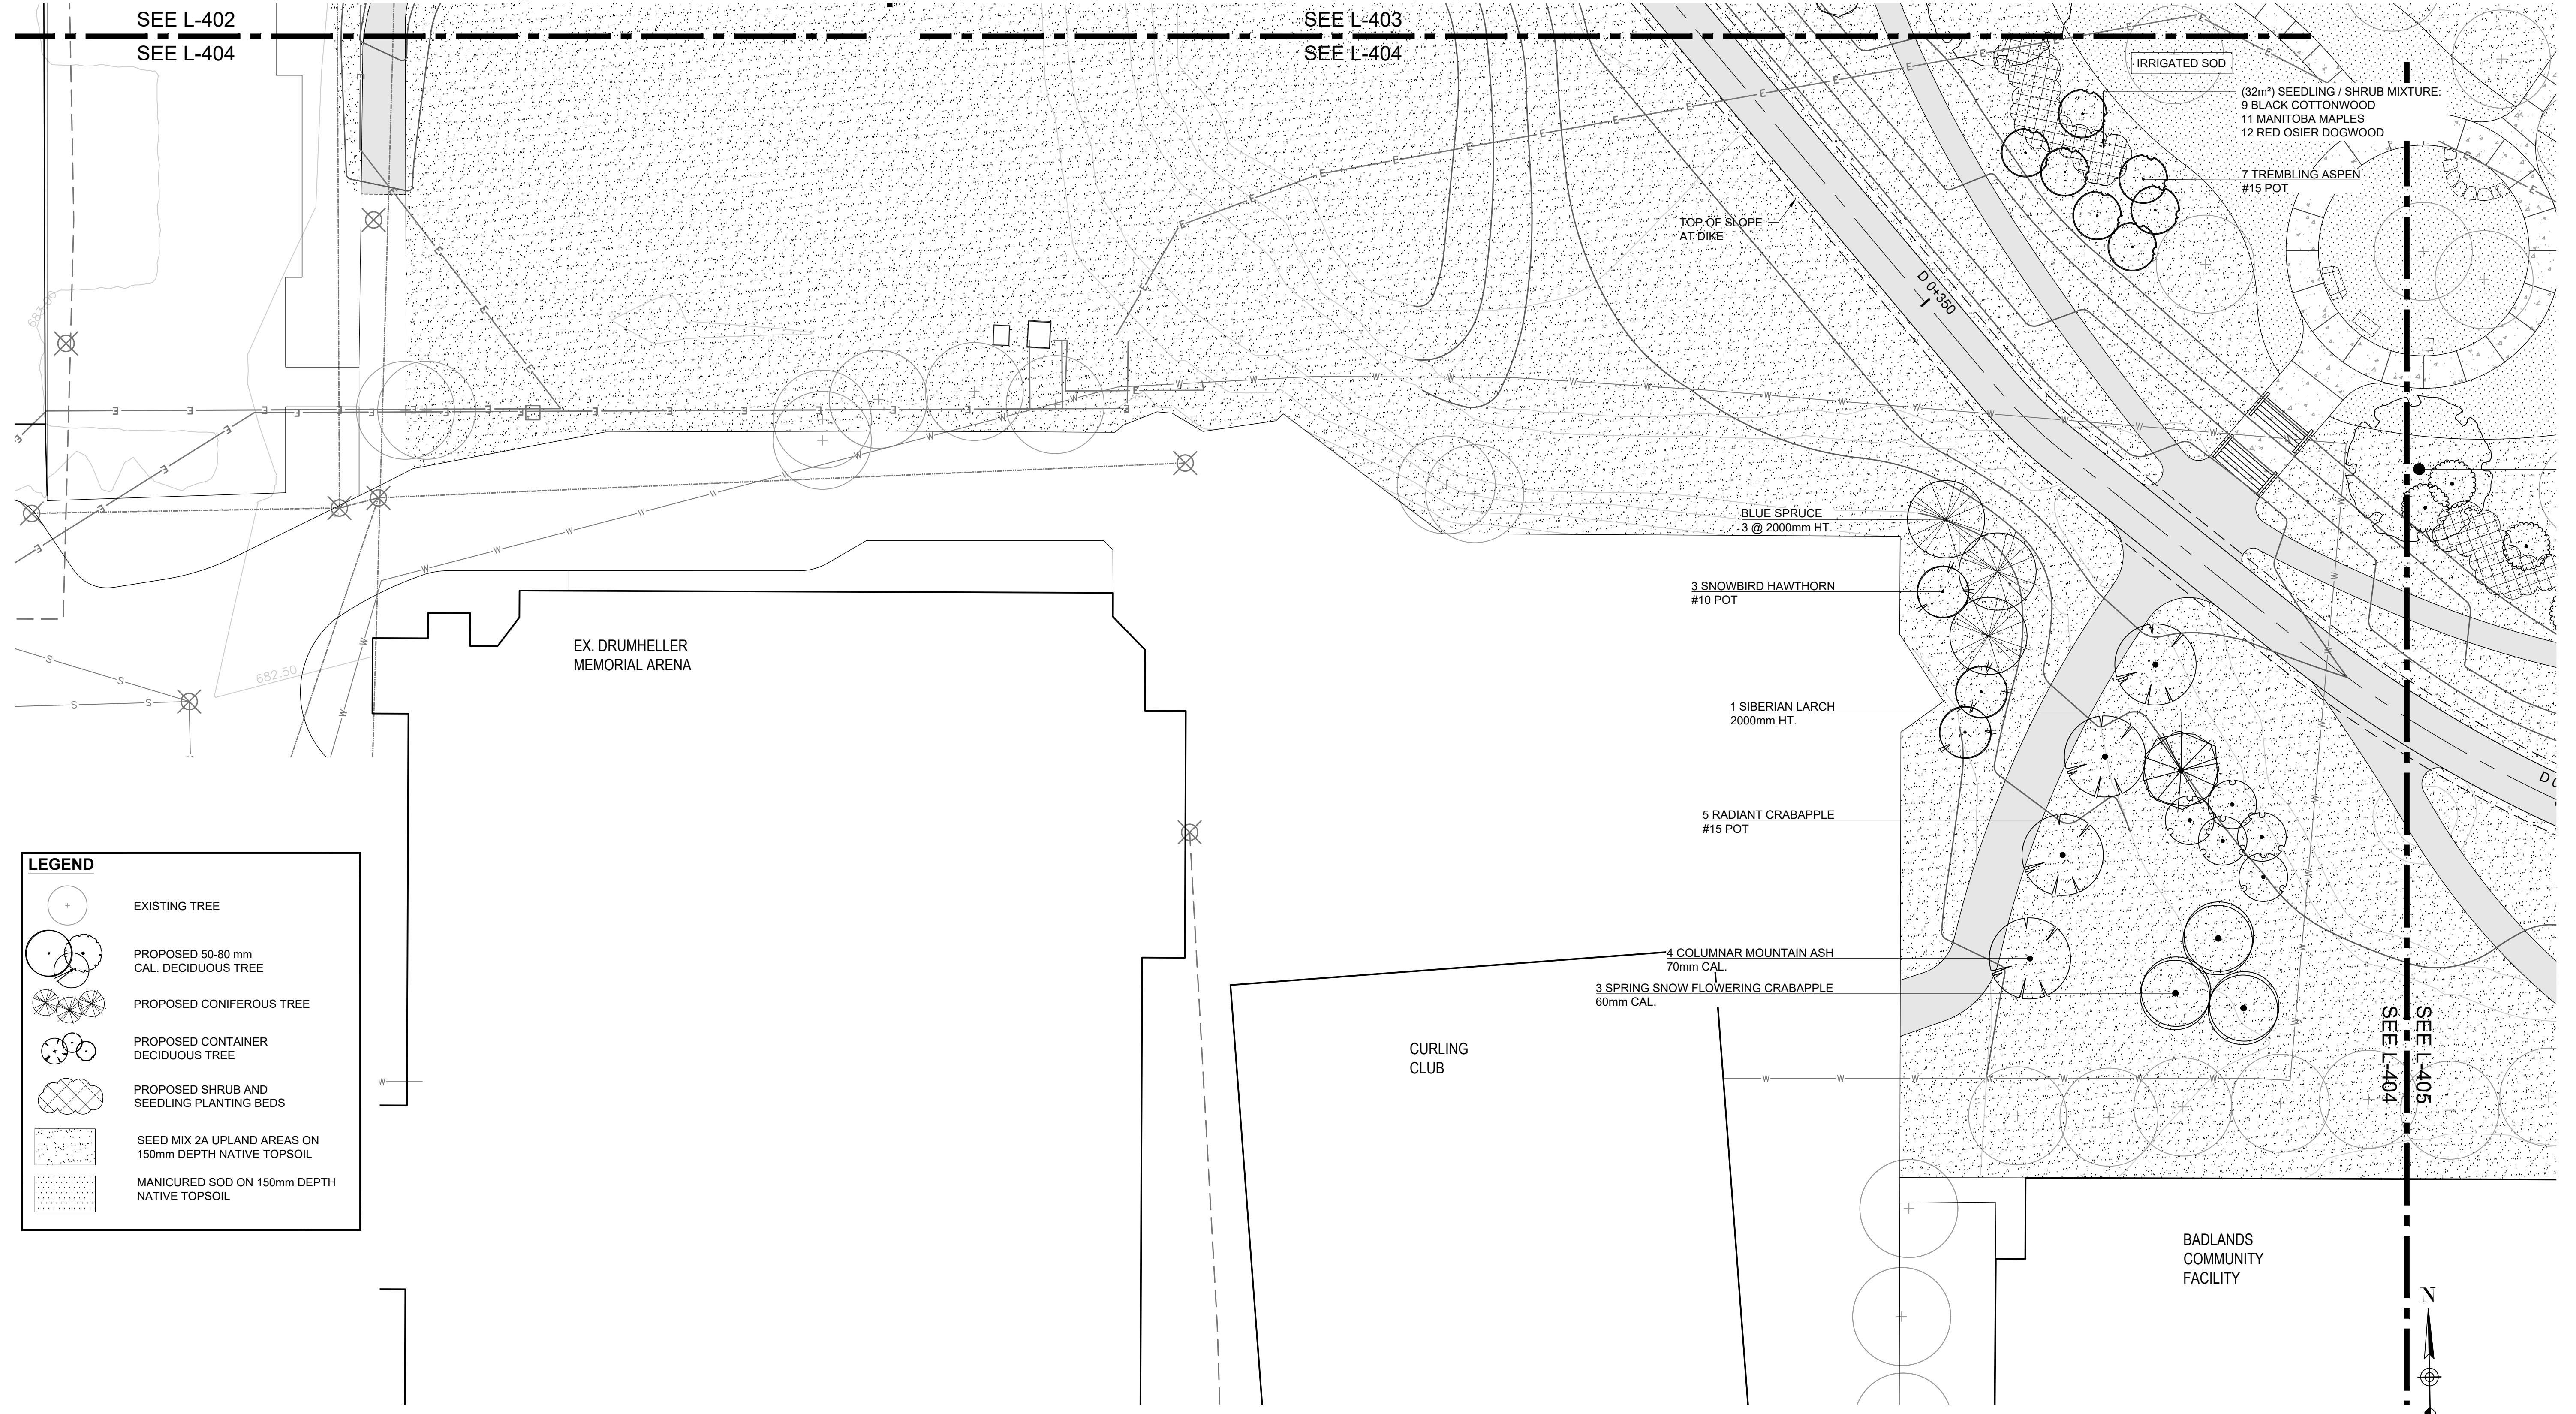 SEE L-402
SEE L-404
SEE L-403
SEE L-404
IRRIGATED SOD
(32m²) SEEDLING / SHRUB MIXTURE:
9 BLACK COTTONWOOD
11 MANITOBA MAPLES
12 RED OSIER DOGWOOD
7 TREMBLING ASPEN
#15 POT
TOP OF SLOPE
AT DIKE
D 0+350
BLUE SPRUCE
3 @ 2000mm HT.
3 SNOWBIRD HAWTHORN
#10 POT
EX. DRUMHELLER
MEMORIAL ARENA
682.50
1 SIBERIAN LARCH
2000mm HT.
5 RADIANT CRABAPPLE
#15 POT
4 COLUMNAR MOUNTAIN ASH
70mm CAL.
3 SPRING SNOW FLOWERING CRABAPPLE
60mm CAL.
CURLING
CLUB
SEE L-405
SEE L-404
BADLANDS
COMMUNITY
FACILITY
N
LEGEND
EXISTING TREE
PROPOSED 50-80 mm
CAL. DECIDUOUS TREE
PROPOSED CONIFEROUS TREE
PROPOSED CONTAINER
DECIDUOUS TREE
PROPOSED SHRUB AND
SEEDLING PLANTING BEDS
SEED MIX 2A UPLAND AREAS ON
150mm DEPTH NATIVE TOPSOIL
MANICURED SOD ON 150mm DEPTH
NATIVE TOPSOIL